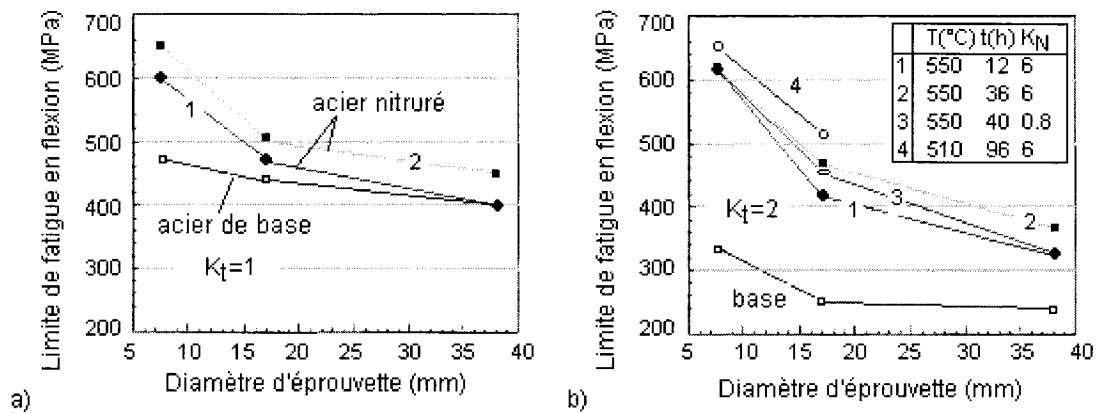 700
600
500
400
300
200
Limite de fatigue en flexion (MPa)
1
acier nitruré
2
acier de base
Kt=1
5 10 15 20 25 30 35 40
Diamètre d'éprouvette (mm)
a)
700
600
500
400
300
200
Limite de fatigue en flexion (MPa)
T(°C) t(h) KN
1 550 12 6
2 550 36 6
3 550 40 0.8
4 510 96 6
4
3
Kt=2
1
2
base
5 10 15 20 25 30 35 40
Diamètre d'éprouvette (mm)
b)